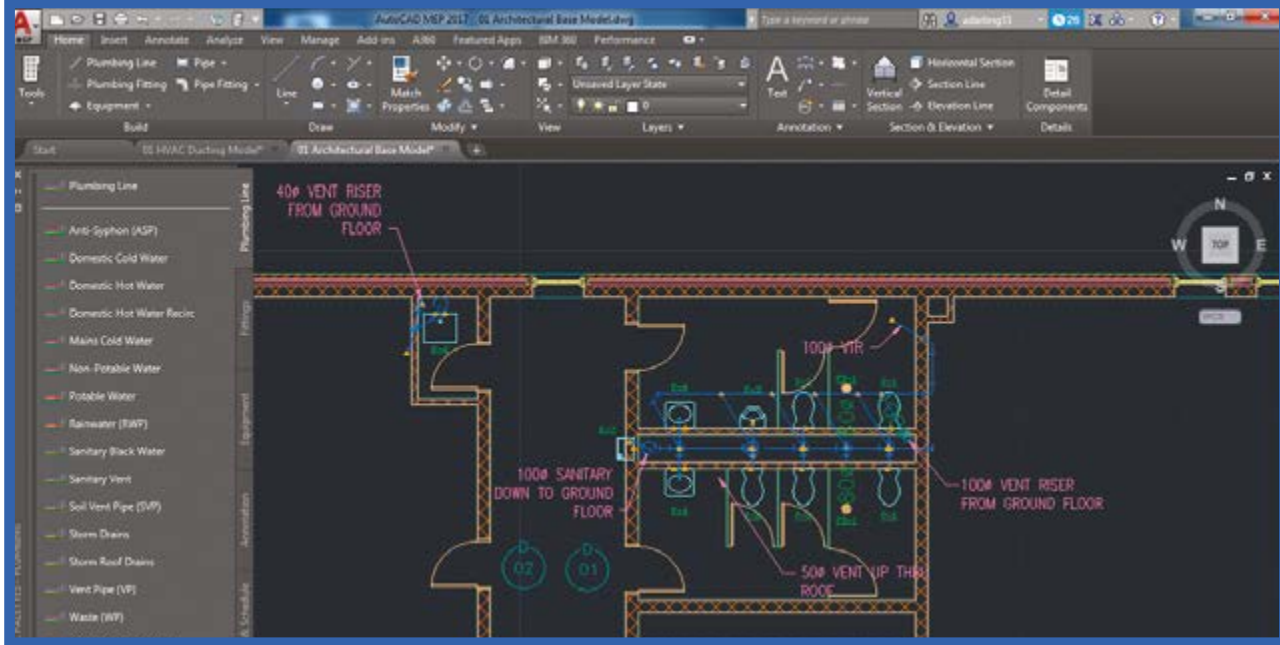 AutoCAD MEP 2017 01 Architectural Base Model.dwg
Type a keyword or phrase
Home Insert Annotate Analyze View Manage Add-ins A360 Featured Apps BIM 360 Performance
Tools
Plumbing Line Pipe
Plumbing Fitting Pipe Fitting
Equipment
Build
Line
Draw
Match
Properties
Modify
View
Unsaved Layer State
0
Layers
A
Text
Annotation
Vertical
Section
Horizontal Section
Section Line
Elevation Line
Section & Elevation
Detail
Components
Details
Start
01 HVAC Ducting Model*
01 Architectural Base Model*
Plumbing Line
Anti-Syphon (ASP)
Domestic Cold Water
Domestic Hot Water
Domestic Hot Water Recirc
Mains Cold Water
Non-Potable Water
Potable Water
Rainwater (RWP)
Sanitary Black Water
Sanitary Vent
Soil Vent Pipe (SVP)
Storm Drains
Storm Roof Drains
Vent Pipe (VP)
Waste (WP)
Plumbing Line
Fittings
Equipment
Annotation
& Schedule
40ø VENT RISER
FROM GROUND
FLOOR
N
W TOP E
S
WCS
100ø VTR
100ø SANITARY
DOWN TO GROUND
FLOOR
100ø VENT RISER
FROM GROUND FLOOR
50ø VENT UP THR
ROOF
D
02
D
01